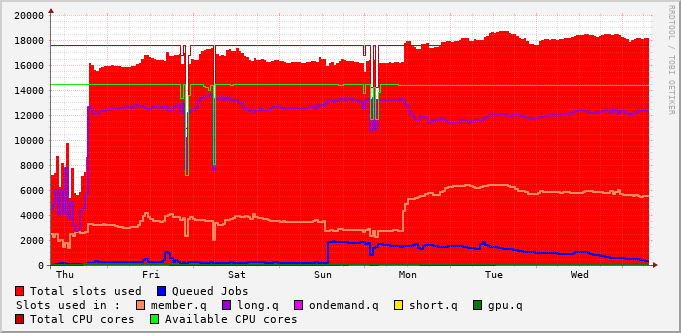 20000
18000
16000
14000
12000
10000
8000
6000
4000
2000
0
Thu Fri Sat Sun Mon Tue Wed
RRDTOOL / TOBI OETIKER
Total slots used Queued Jobs
Slots used in : member.q long.q ondemand.q short.q gpu.q
Total CPU cores Available CPU cores